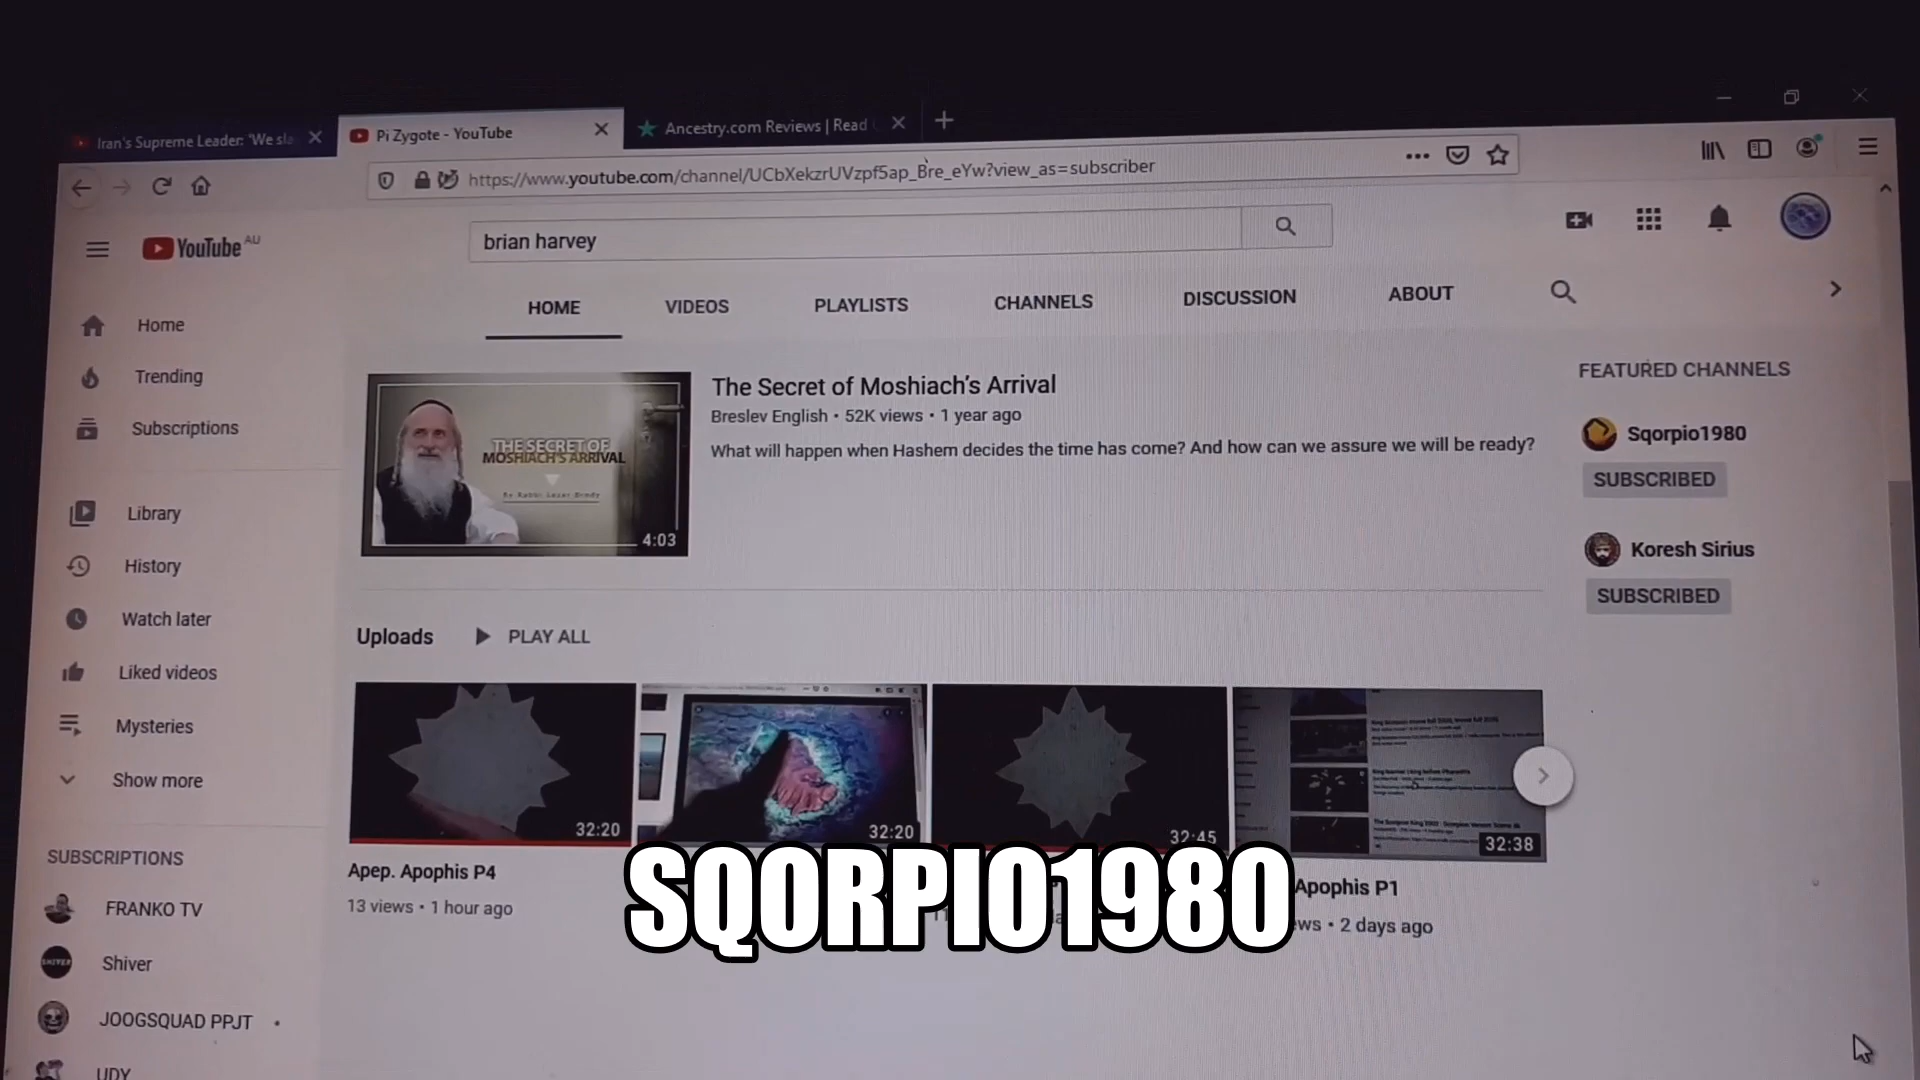 Iran's Supreme Leader: "We sla
Pi Zygote - YouTube
Ancestry.com Reviews | Read
https://www.youtube.com/channel/UCbXekzrUVzpf5ap_Bre_eYw?view_as=subscriber
YouTube AU
brian harvey
HOME VIDEOS PLAYLISTS CHANNELS DISCUSSION ABOUT
Home
Trending
Subscriptions
Library
History
Watch later
Liked videos
Mysteries
Show more
SUBSCRIPTIONS
FRANKO TV
Shiver
JOOGSQUAD PPJT
UDY
THE SECRET OF
MOSHIACH'S ARRIVAL
By Rabbi Lazer Brody
4:03
The Secret of Moshiach's Arrival
Breslev English • 52K views • 1 year ago
What will happen when Hashem decides the time has come? And how can we assure we will be ready?
FEATURED CHANNELS
Sqorpio1980
SUBSCRIBED
Koresh Sirius
SUBSCRIBED
Uploads PLAY ALL
32:20
32:20
32:45
32:38
Apep. Apophis P4
13 views • 1 hour ago
Apophis P1
ws • 2 days ago
SQORPIO1980